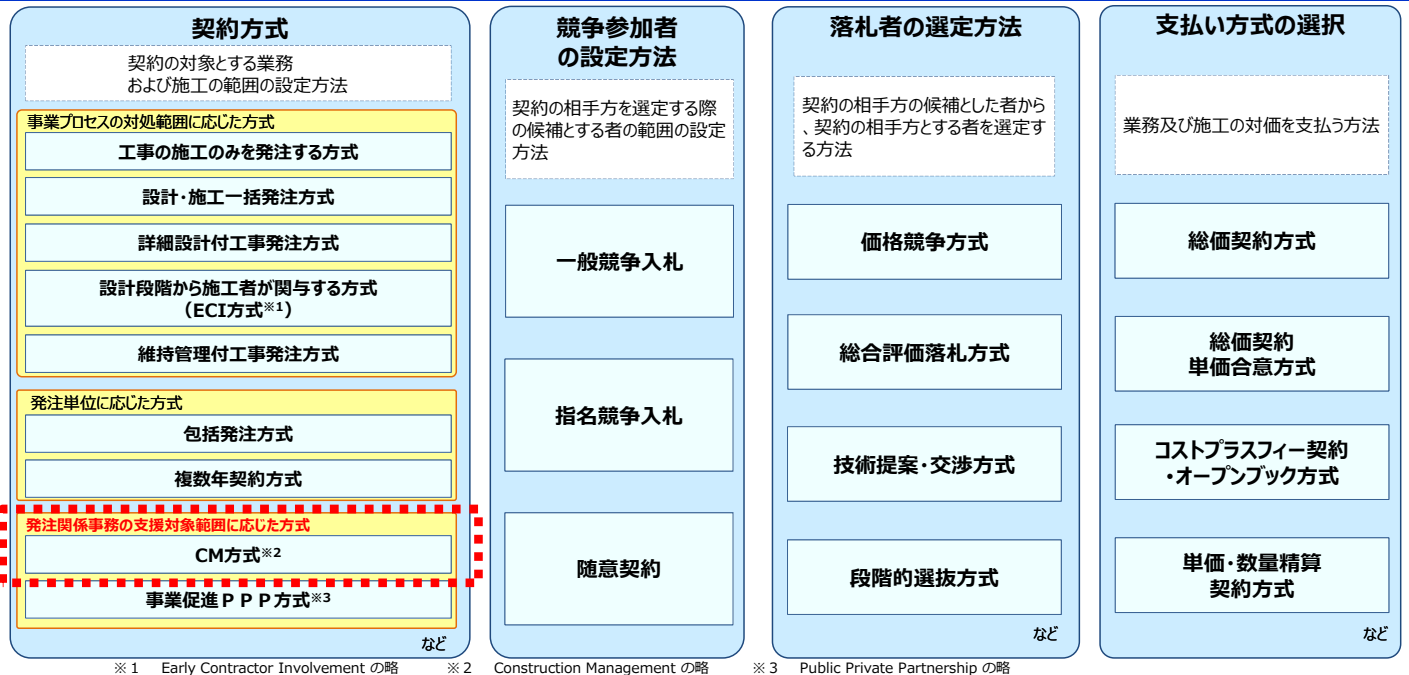 契約方式
契約の対象とする業務
および施工の範囲の設定方法
事業プロセスの対処範囲に応じた方式
工事の施工のみを発注する方式
設計・施工一括発注方式
詳細設計付工事発注方式
設計段階から施工者が関与する方式
(ECI方式※1)
維持管理付工事発注方式
発注単位に応じた方式
包括発注方式
複数年契約方式
発注関係事務の支援対象範囲に応じた方式
CM方式※2
事業促進PPP方式※3
など
競争参加者
の設定方法
契約の相手方を選定する際
の候補とする者の範囲の設定
方法
一般競争入札
指名競争入札
随意契約
落札者の選定方法
契約の相手方の候補とした者から
、契約の相手方とする者を選定す
る方法
価格競争方式
総合評価落札方式
技術提案・交渉方式
段階的選抜方式
など
支払い方式の選択
業務及び施工の対価を支払う方法
総価契約方式
総価契約
単価合意方式
コストプラスフィー契約
・オープンブック方式
単価・数量精算
契約方式
など
※1 Early Contractor Involvement の略 ※2 Construction Management の略 ※3 Public Private Partnership の略